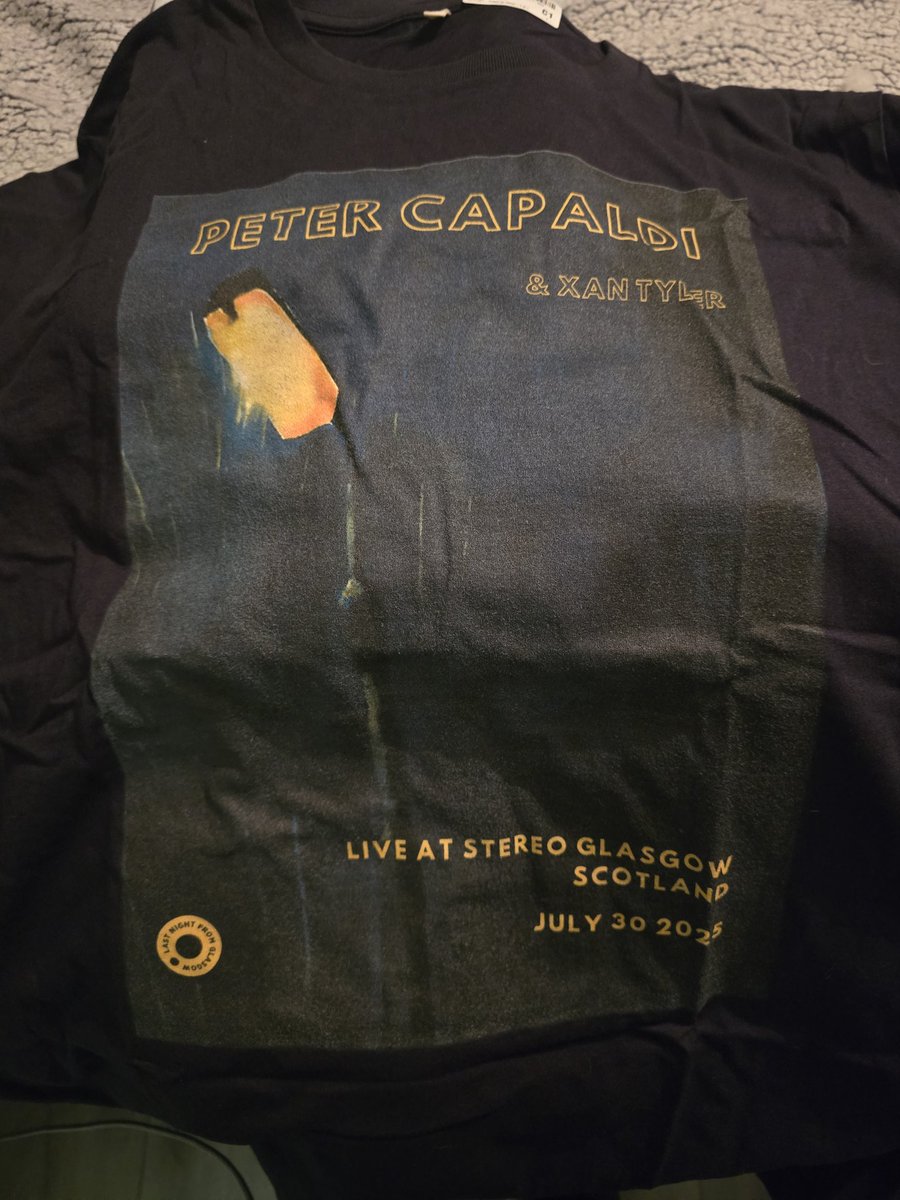 PETER CAPALDI
& XAN TYLER
LIVE AT STEREO GLASGOW
SCOTLAND
JULY 30 2025
LAST NIGHT FROM GLASGOW